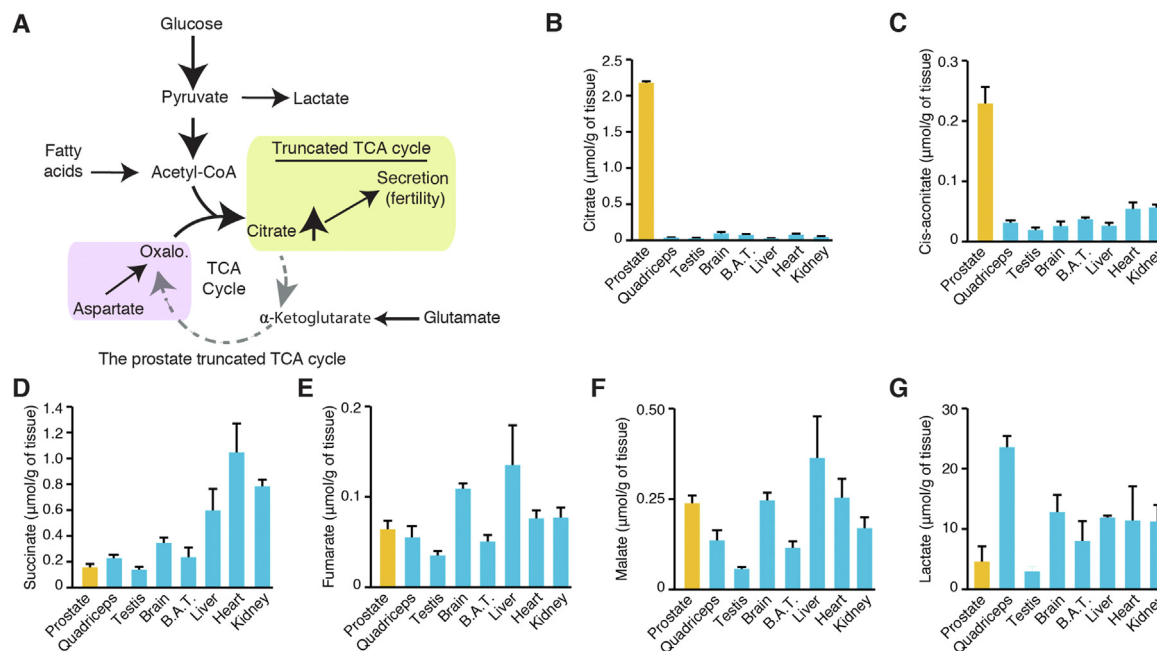 A
Glucose
Pyruvate
Lactate
Fatty
acids
Acetyl-CoA
Truncated TCA cycle
Secretion
(fertility)
Citrate
Oxalo.
TCA
Cycle
Aspartate
α-Ketoglutarate
Glutamate
The prostate truncated TCA cycle
B
Citrate (µmol/g of tissue)
2.5
2.0
1.5
1.0
0.5
0
Prostate
Quadriceps
Testis
Brain
B.A.T.
Liver
Heart
Kidney
C
Cis-aconitate (µmol/g of tissue)
0.3
0.2
0.1
0
Prostate
Quadriceps
Testis
Brain
B.A.T.
Liver
Heart
Kidney
D
Succinate (µmol/g of tissue)
1.4
1.2
1.0
0.8
0.6
0.4
0.2
0
Prostate
Quadriceps
Testis
Brain
B.A.T.
Liver
Heart
Kidney
E
Fumarate (µmol/g of tissue)
0.2
0.1
0
Prostate
Quadriceps
Testis
Brain
B.A.T.
Liver
Heart
Kidney
F
Malate (µmol/g of tissue)
0.50
0.25
0
Prostate
Quadriceps
Testis
Brain
B.A.T.
Liver
Heart
Kidney
G
Lactate (µmol/g of tissue)
30
20
10
0
Prostate
Quadriceps
Testis
Brain
B.A.T.
Liver
Heart
Kidney